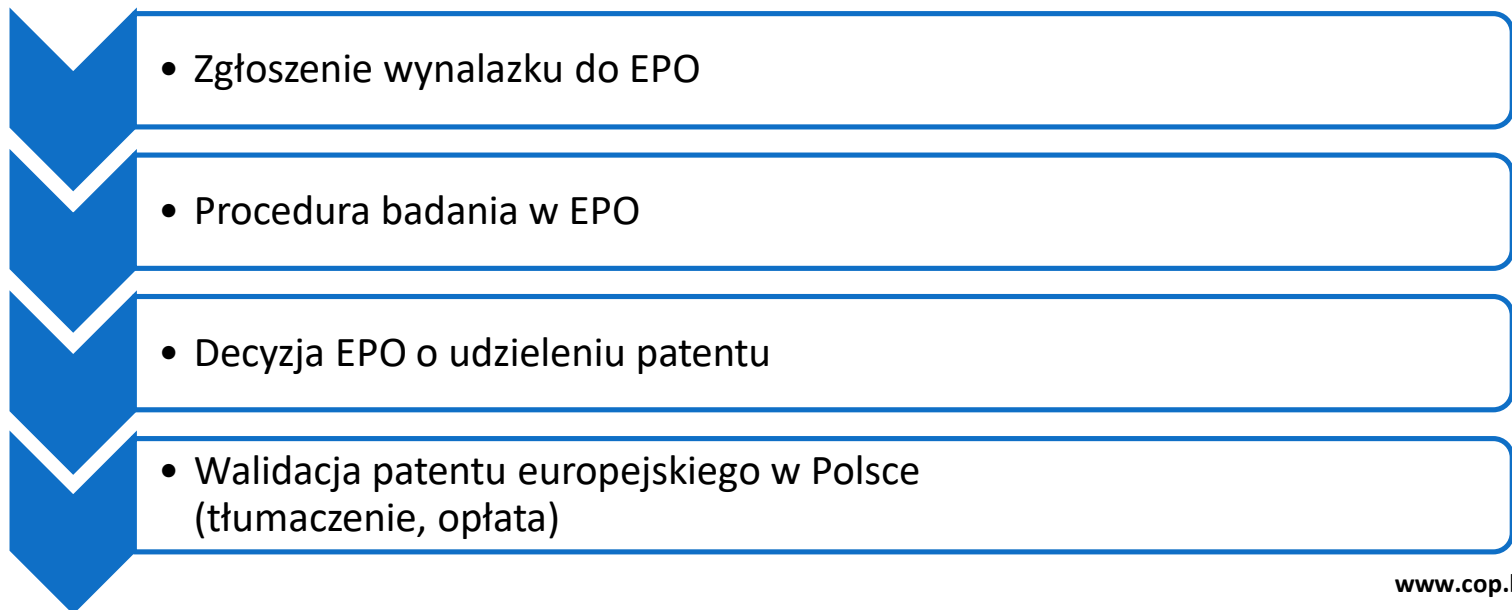 • Zgłoszenie wynalazku do EPO
• Procedura badania w EPO
• Decyzja EPO o udzieleniu patentu
• Walidacja patentu europejskiego w Polsce
(tłumaczenie, opłata)
www.cop.